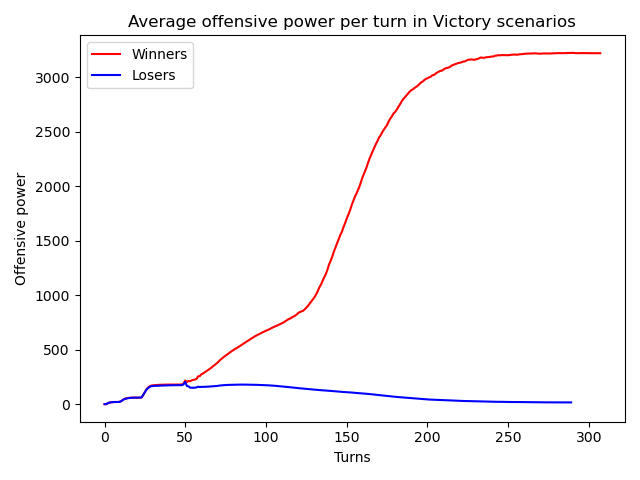 Average offensive power per turn in Victory scenarios
Winners
Losers
Offensive power
3000
2500
2000
1500
1000
500
0
0 50 100 150 200 250 300
Turns